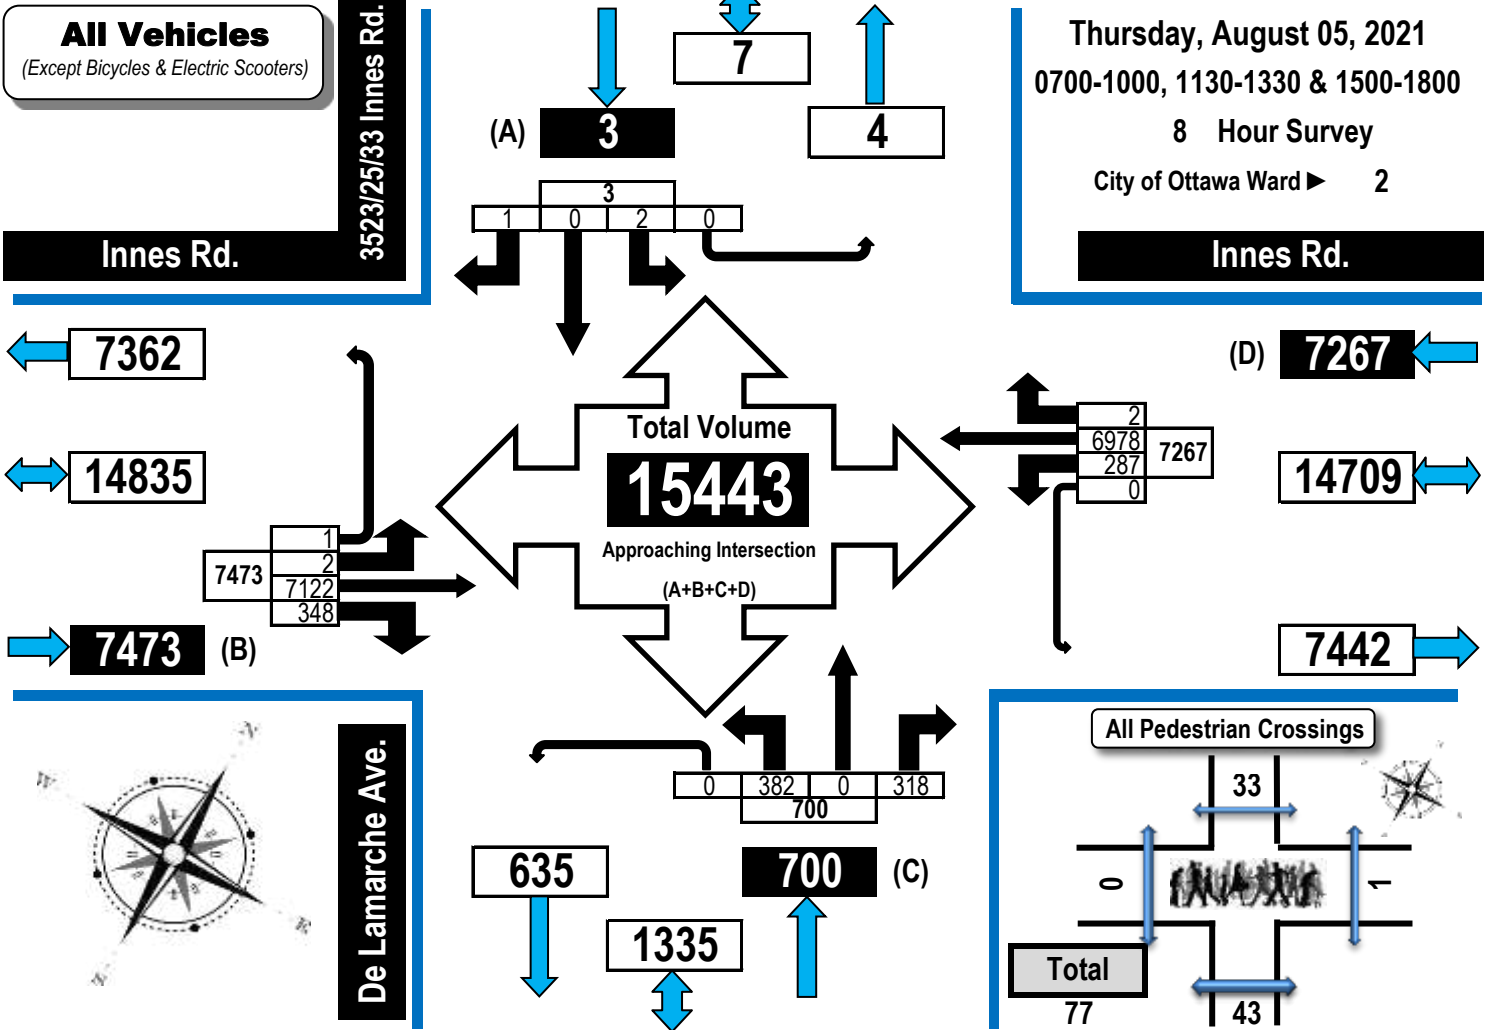 All Vehicles
(Except Bicycles & Electric Scooters)
3523/25/33 Innes Rd.
Innes Rd.
7
(A)
3
4
3
1 0 2 0
Thursday, August 05, 2021
0700-1000, 1130-1330 & 1500-1800
8 Hour Survey
City of Ottawa Ward ► 2
Innes Rd.
7362
14835
1
2
7122
348
7473
7473
(B)
Total Volume
15443
Approaching Intersection
(A+B+C+D)
(D)
7267
2
6978
287
0
7267
14709
7442
N
W
E
S
De Lamarche Ave.
0 382 0 318
700
635
700
(C)
1335
All Pedestrian Crossings
33
0
1
43
Total
77